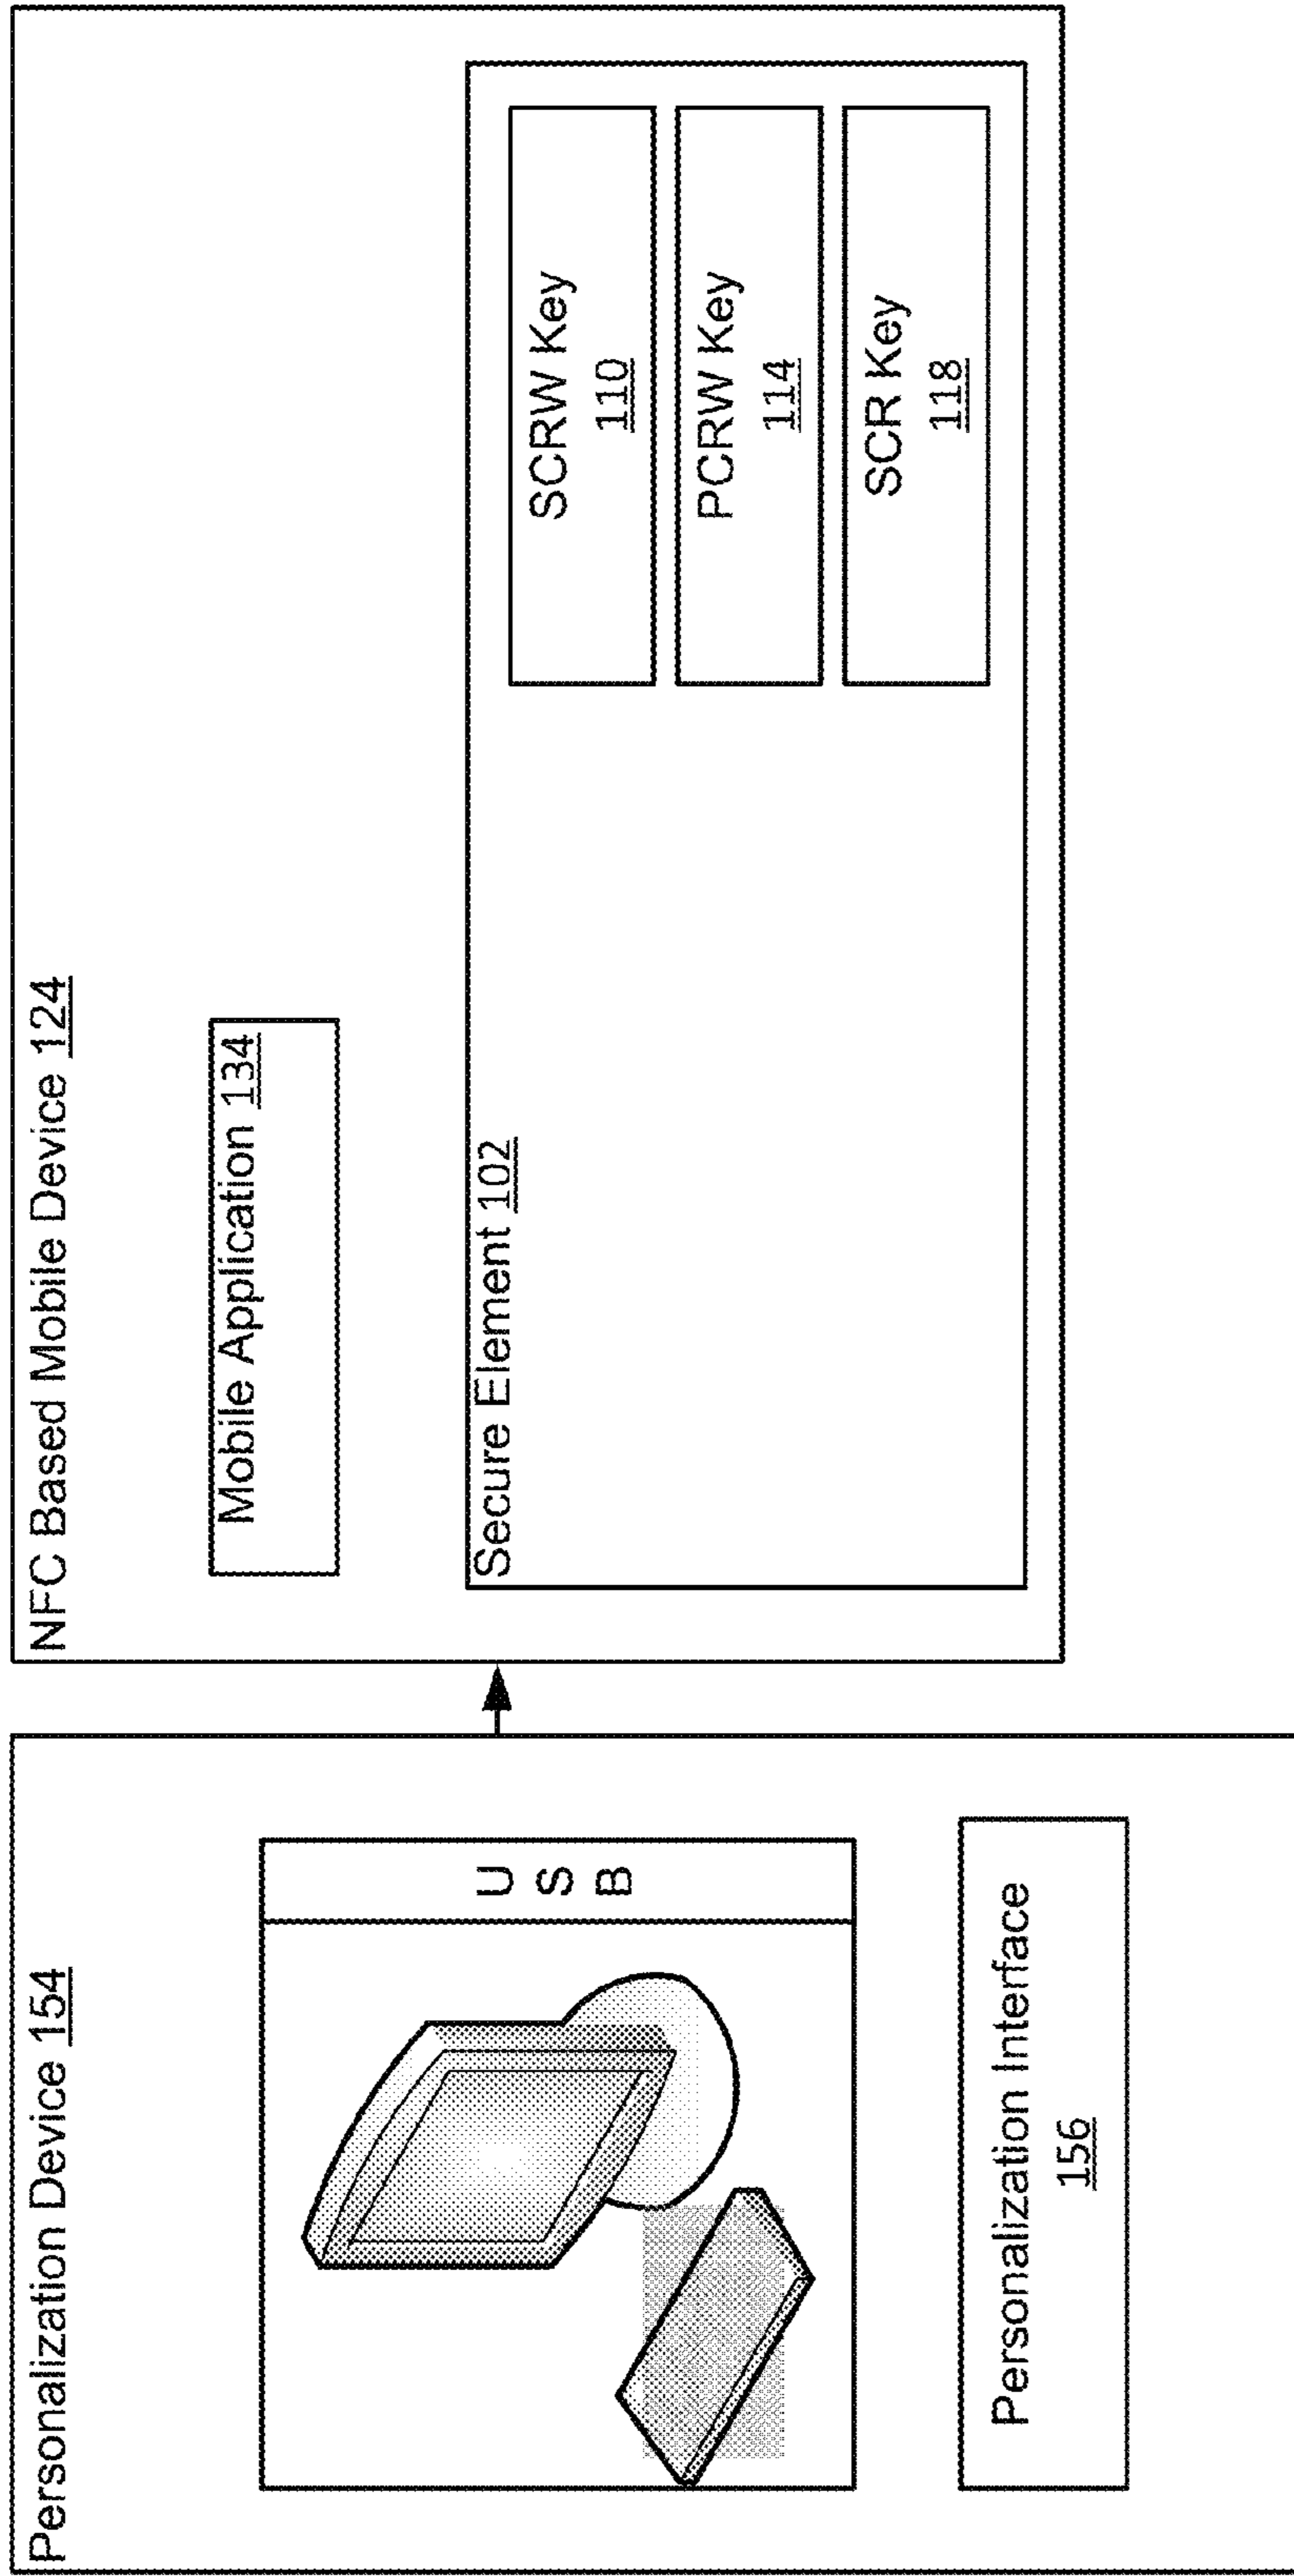 Personalization Device 154
U
S
B
Personalization Interface
156
NFC Based Mobile Device 124
Mobile Application 134
Secure Element 102
SCRW Key
110
PCRW Key
114
SCR Key
118